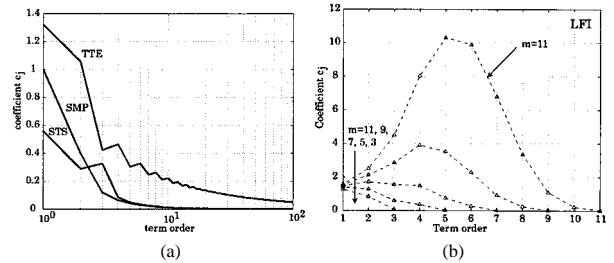 1.4
1.2
1
0.8
0.6
0.4
0.2
0
coefficient cj
TTE
SMP
STS
10^0
10^1
10^2
term order
(a)
12
10
8
6
4
2
0
Coefficient cj
LFI
m=11
m=11, 9,
7, 5, 3
1 2 3 4 5 6 7 8 9 10 11
Term order
(b)